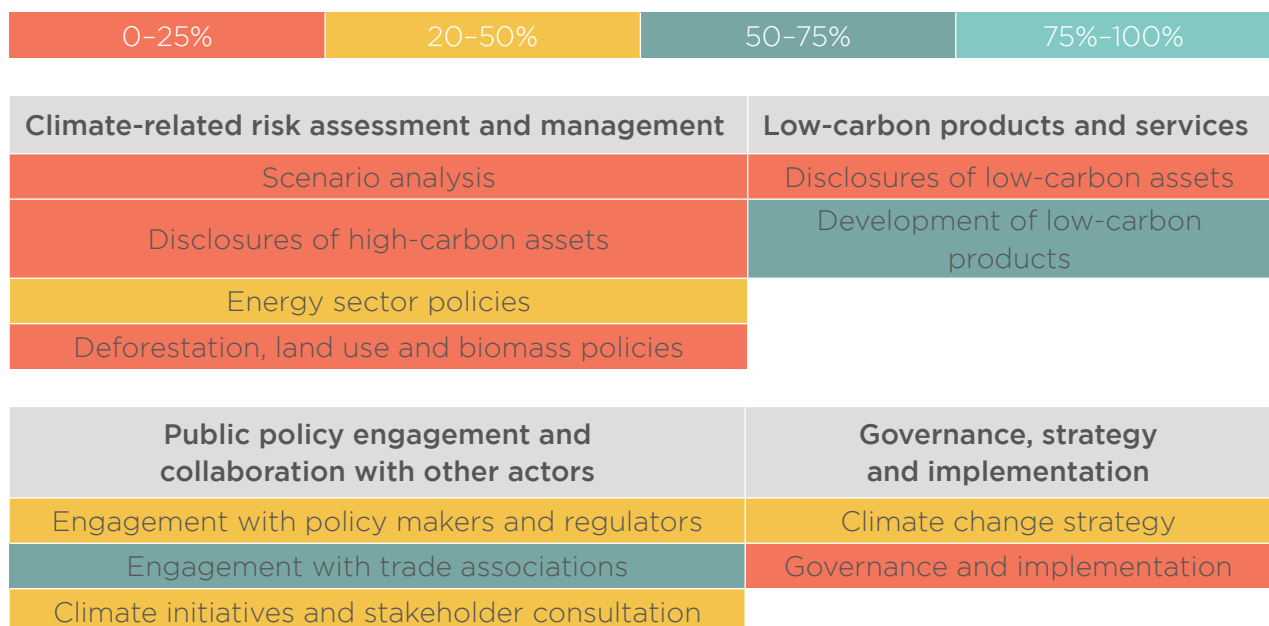 0–25% 20–50% 50–75% 75%–100%
Climate-related risk assessment and management
Scenario analysis
Disclosures of high-carbon assets
Energy sector policies
Deforestation, land use and biomass policies
Low-carbon products and services
Disclosures of low-carbon assets
Development of low-carbon
products
Public policy engagement and
collaboration with other actors
Engagement with policy makers and regulators
Engagement with trade associations
Climate initiatives and stakeholder consultation
Governance, strategy
and implementation
Climate change strategy
Governance and implementation